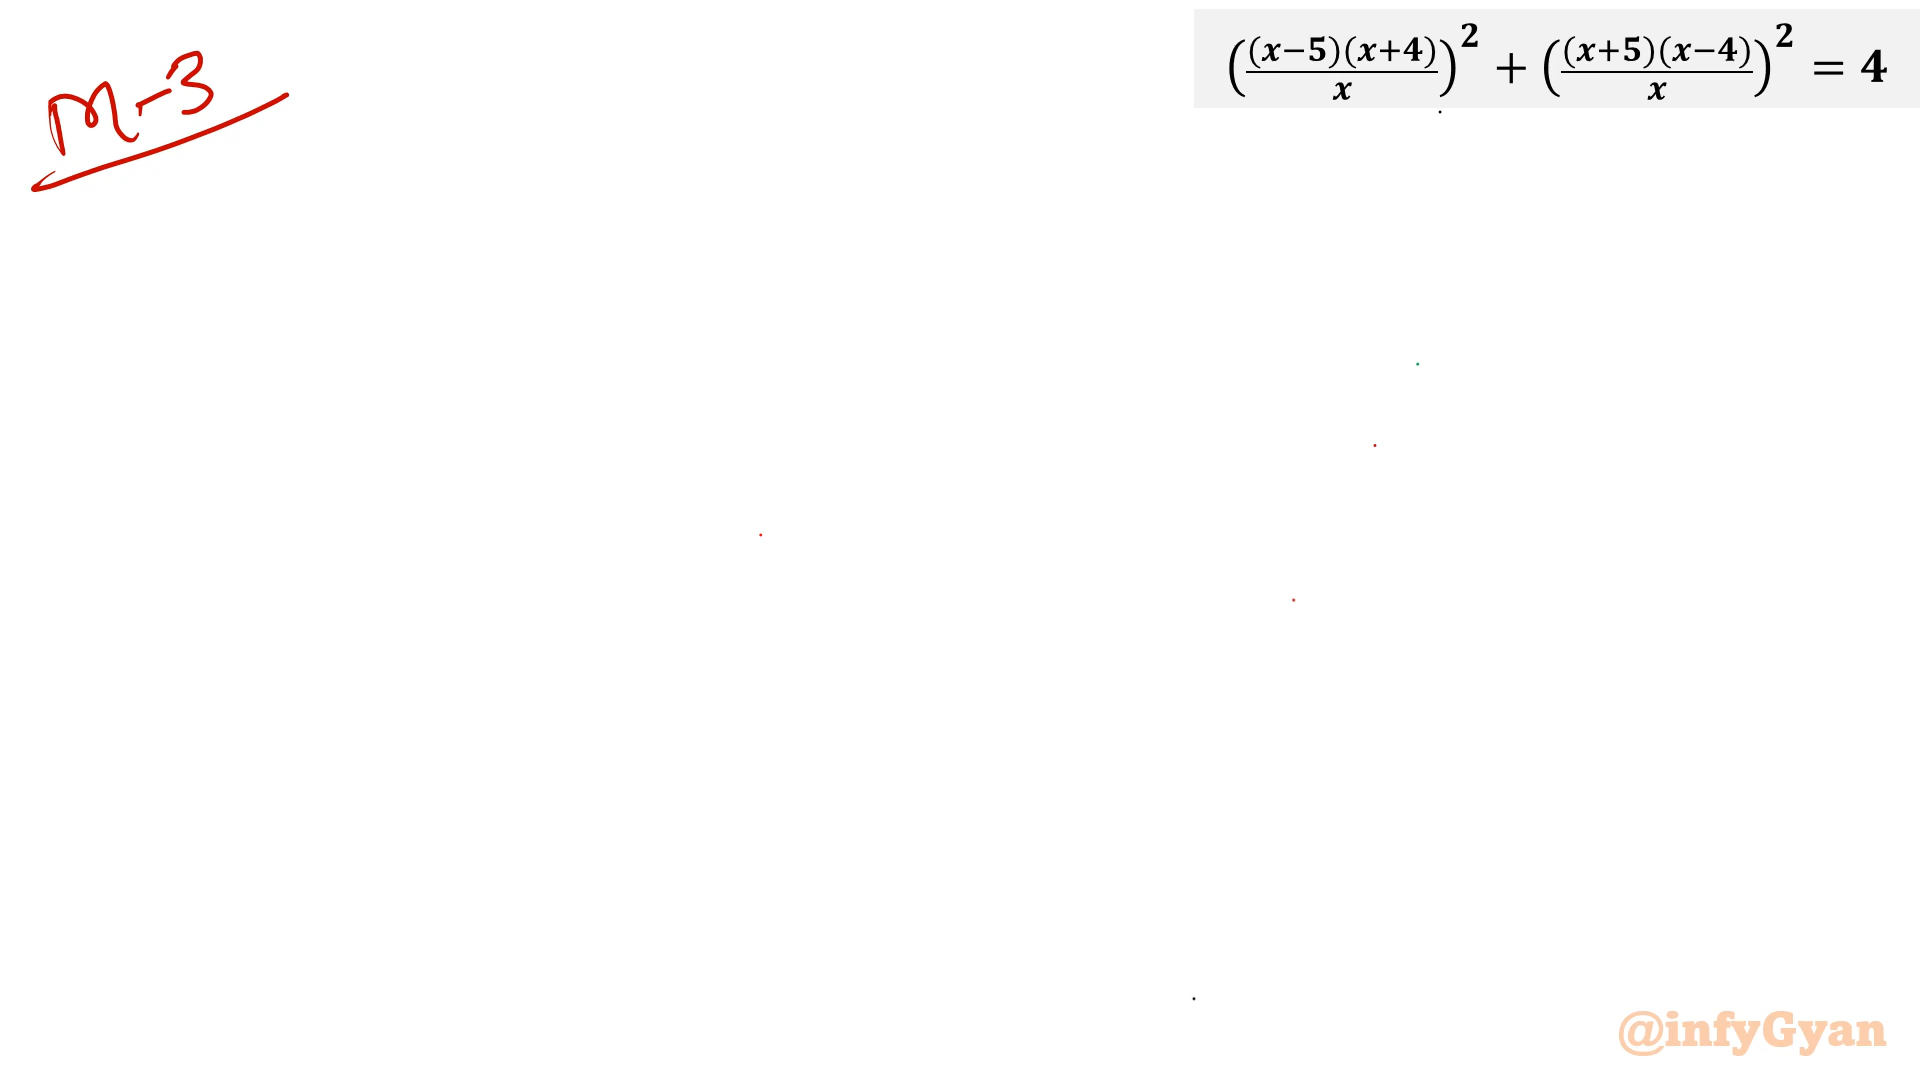 M-3
((x−5)(x+4)/x)² + ((x+5)(x−4)/x)² = 4
@infyGyan